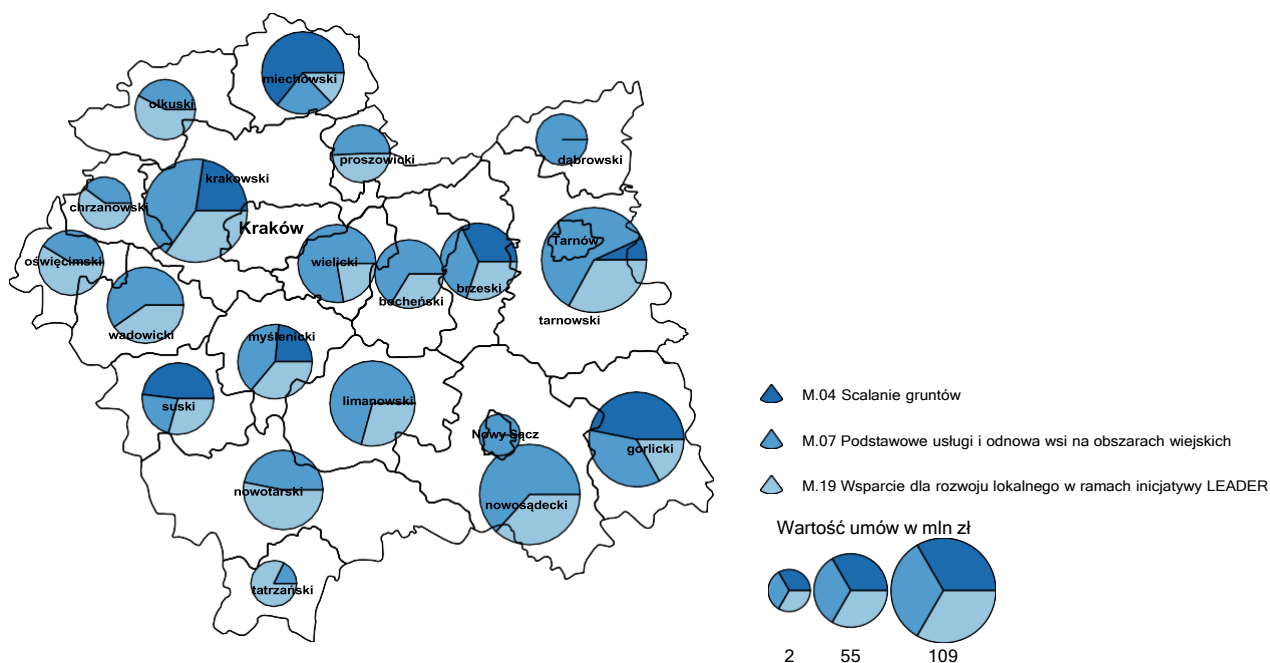 miechowski
olkuski
proszowicki
dąbrowski
krakowski
chrzanowski
Kraków
Tarnów
oświęcimski
wielicki
bocheński
brzeski
tarnowski
wadowicki
myślenicki
suski
limanowski
Nowy Sącz
gorlicki
nowotarski
nowosądecki
tatrzański
M.04 Scalanie gruntów
M.07 Podstawowe usługi i odnowa wsi na obszarach wiejskich
M.19 Wsparcie dla rozwoju lokalnego w ramach inicjatywy LEADER
Wartość umów w mln zł
2 55 109